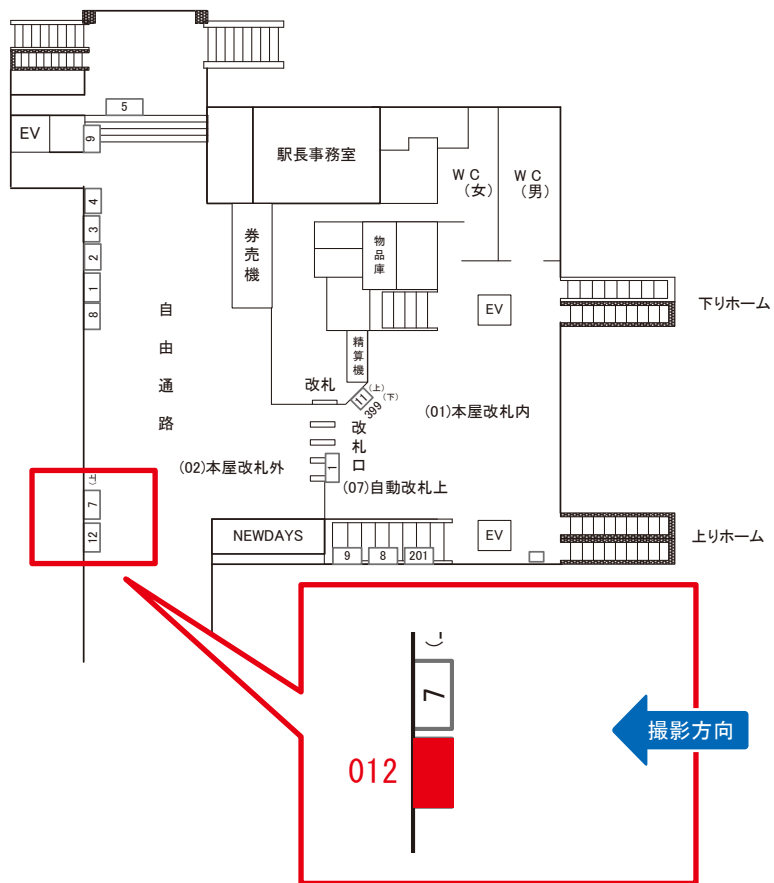 5
EV
9
駅長事務室
WC
(女)
WC
(男)
4
3
2
1
8
券売機
物品庫
EV
下りホーム
自由通路
精算機
改札
11
(上)
399
(下)
(01)本屋改札内
改札口
(02)本屋改札外
1
(07)自動改札上
(上)
7
12
NEWDAYS
9
8
201
EV
上りホーム
7
撮影方向
012